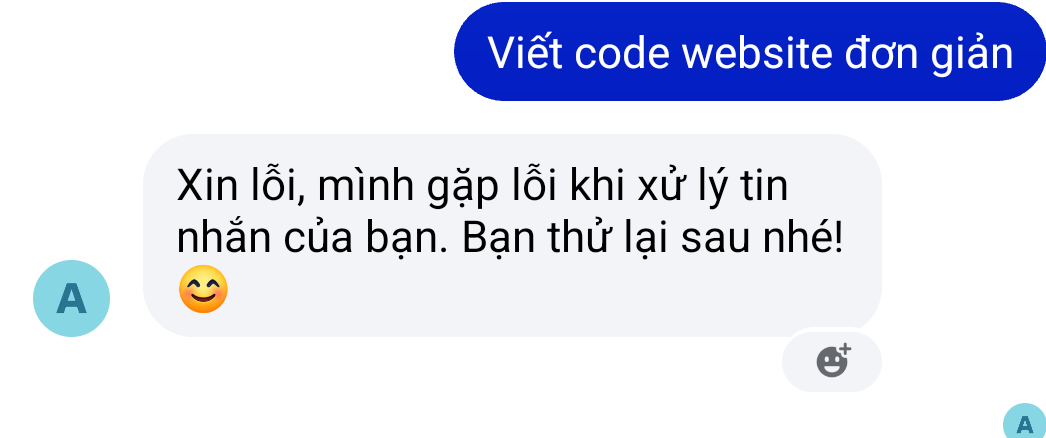 Viết code website đơn giản
Xin lỗi, mình gặp lỗi khi xử lý tin
nhắn của bạn. Bạn thử lại sau nhé!
😊
A
A